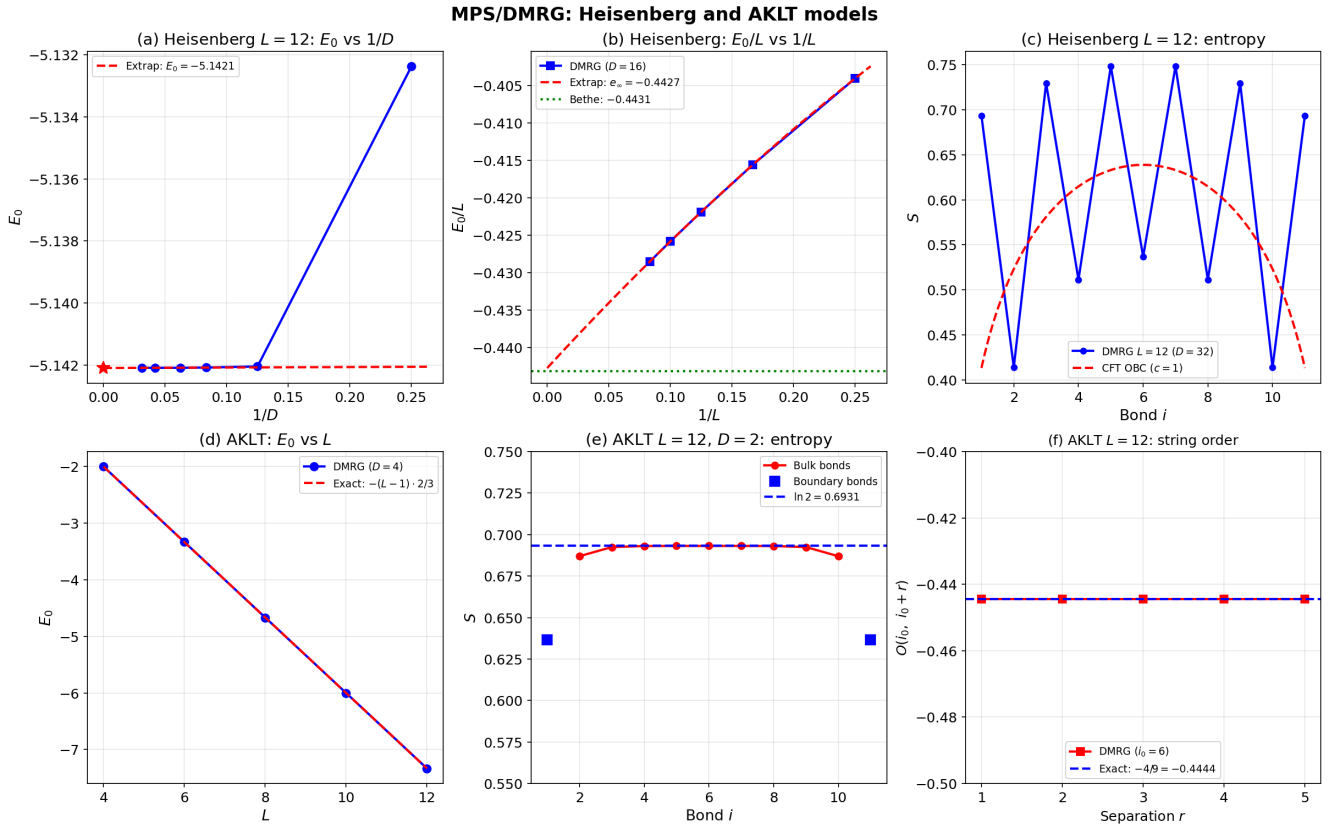 MPS/DMRG: Heisenberg and AKLT models
(a) Heisenberg L = 12: E₀ vs 1/D
Extrap: E₀ = −5.1421
−5.132
−5.134
−5.136
−5.138
−5.140
−5.142
E₀
0.00 0.05 0.10 0.15 0.20 0.25
1/D
(b) Heisenberg: E₀/L vs 1/L
DMRG (D = 16)
Extrap: e∞ = −0.4427
Bethe: −0.4431
−0.405
−0.410
−0.415
−0.420
−0.425
−0.430
−0.435
−0.440
E₀/L
0.00 0.05 0.10 0.15 0.20 0.25
1/L
(c) Heisenberg L = 12: entropy
0.75
0.70
0.65
0.60
0.55
0.50
0.45
0.40
S
DMRG L = 12 (D = 32)
CFT OBC (c = 1)
2 4 6 8 10
Bond i
(d) AKLT: E₀ vs L
DMRG (D = 4)
Exact: −(L − 1) · 2/3
−2
−3
−4
−5
−6
−7
E₀
4 6 8 10 12
L
(e) AKLT L = 12, D = 2: entropy
Bulk bonds
Boundary bonds
ln 2 = 0.6931
0.750
0.725
0.700
0.675
0.650
0.625
0.600
0.575
0.550
S
2 4 6 8 10
Bond i
(f) AKLT L = 12: string order
−0.40
−0.42
−0.44
−0.46
−0.48
−0.50
O(i₀, i₀ + r)
DMRG (i₀ = 6)
Exact: −4/9 = −0.4444
1 2 3 4 5
Separation r